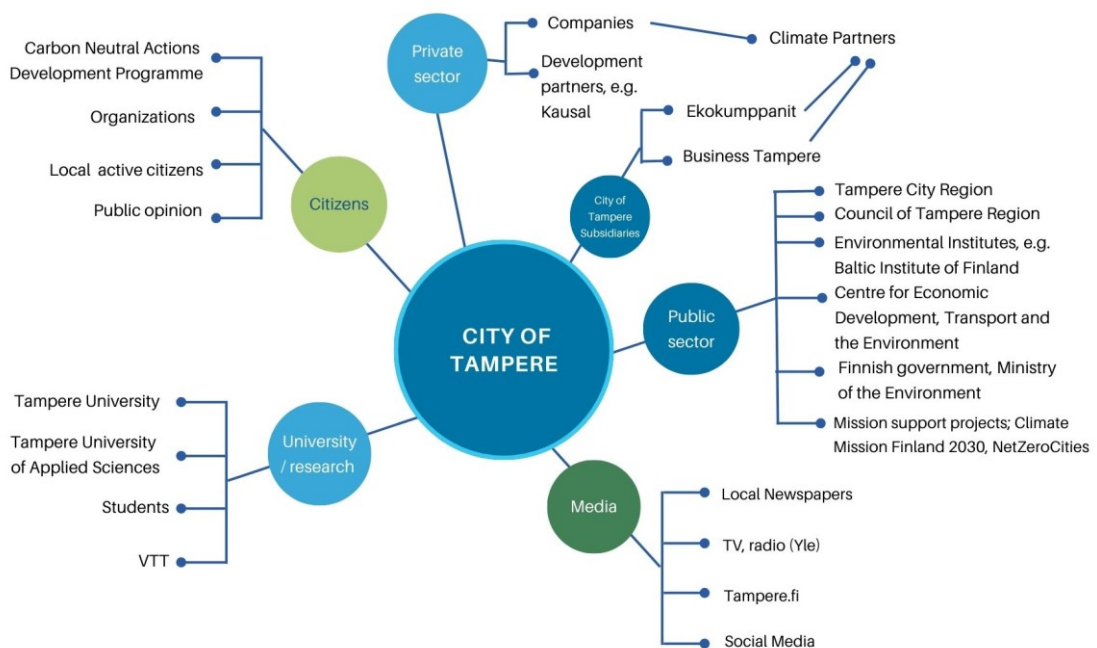 Carbon Neutral Actions
Development Programme
Organizations
Local active citizens
Public opinion
Citizens
Private
sector
Companies
Development
partners, e.g.
Kausal
Climate Partners
Ekokumppanit
Business Tampere
City of
Tampere
Subsidiaries
CITY OF
TAMPERE
Public
sector
Tampere City Region
Council of Tampere Region
Environmental Institutes, e.g.
Baltic Institute of Finland
Centre for Economic
Development, Transport and
the Environment
Finnish government, Ministry
of the Environment
Mission support projects; Climate
Mission Finland 2030, NetZeroCities
University
/ research
Tampere University
Tampere University
of Applied Sciences
Students
VTT
Media
Local Newspapers
TV, radio (Yle)
Tampere.fi
Social Media